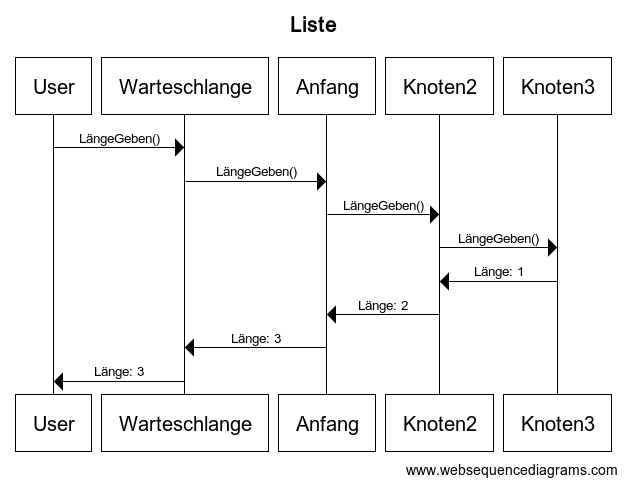 Liste
User Warteschlange Anfang Knoten2 Knoten3
LängeGeben()
LängeGeben()
LängeGeben()
LängeGeben()
Länge: 1
Länge: 2
Länge: 3
Länge: 3
User Warteschlange Anfang Knoten2 Knoten3
www.websequencediagrams.com